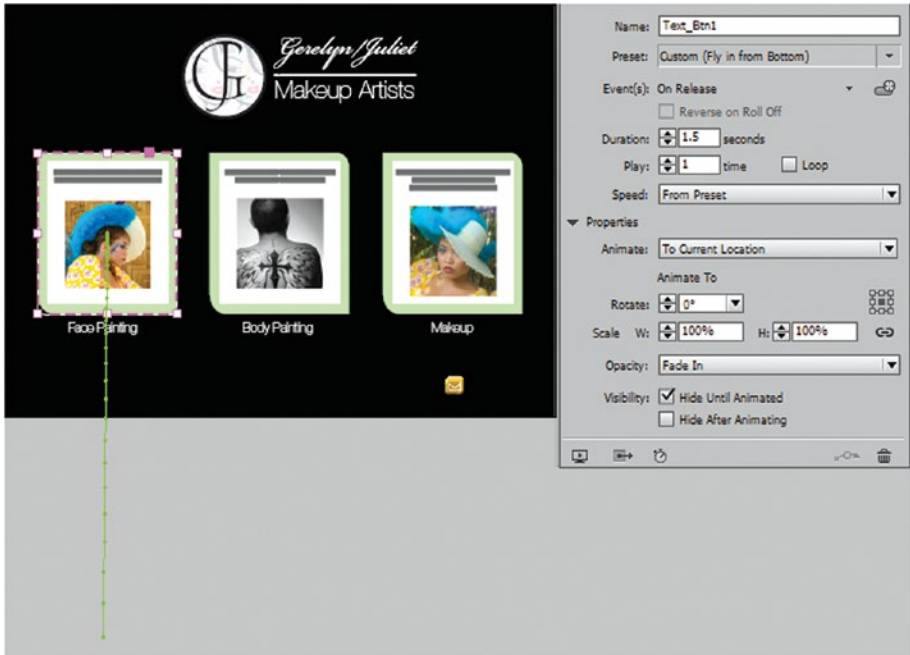 Gerelyn/Juliet
Makeup Artists
Face Painting
Body Painting
Makeup
Name: Text_Btn1
Preset: Custom (Fly in from Bottom)
Event(s): On Release
Reverse on Roll Off
Duration: 1.5 seconds
Play: 1 time Loop
Speed: From Preset
Properties
Animate: To Current Location
Animate To
Rotate: 0°
Scale W: 100% H: 100%
Opacity: Fade In
Visibility: Hide Until Animated
Hide After Animating